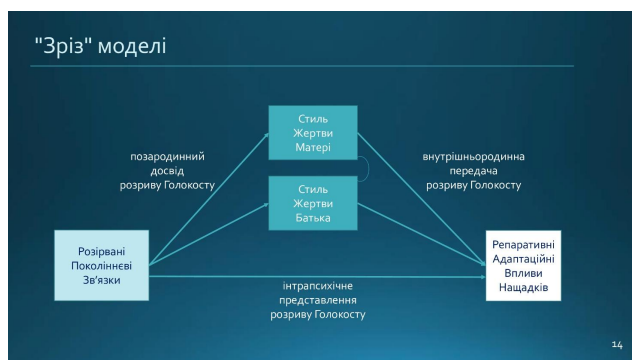 "Зріз" моделі
Стиль
Жертви
Матері
позародинний
досвід
розриву Голокосту
внутрішньородинна
передача
розриву Голокосту
Стиль
Жертви
Батька
Розірвані
Поколіннєві
Зв'язки
Репаративні
Адаптаційні
Впливи
Нащадків
інтрапсихічне
представлення
розриву Голокосту
14